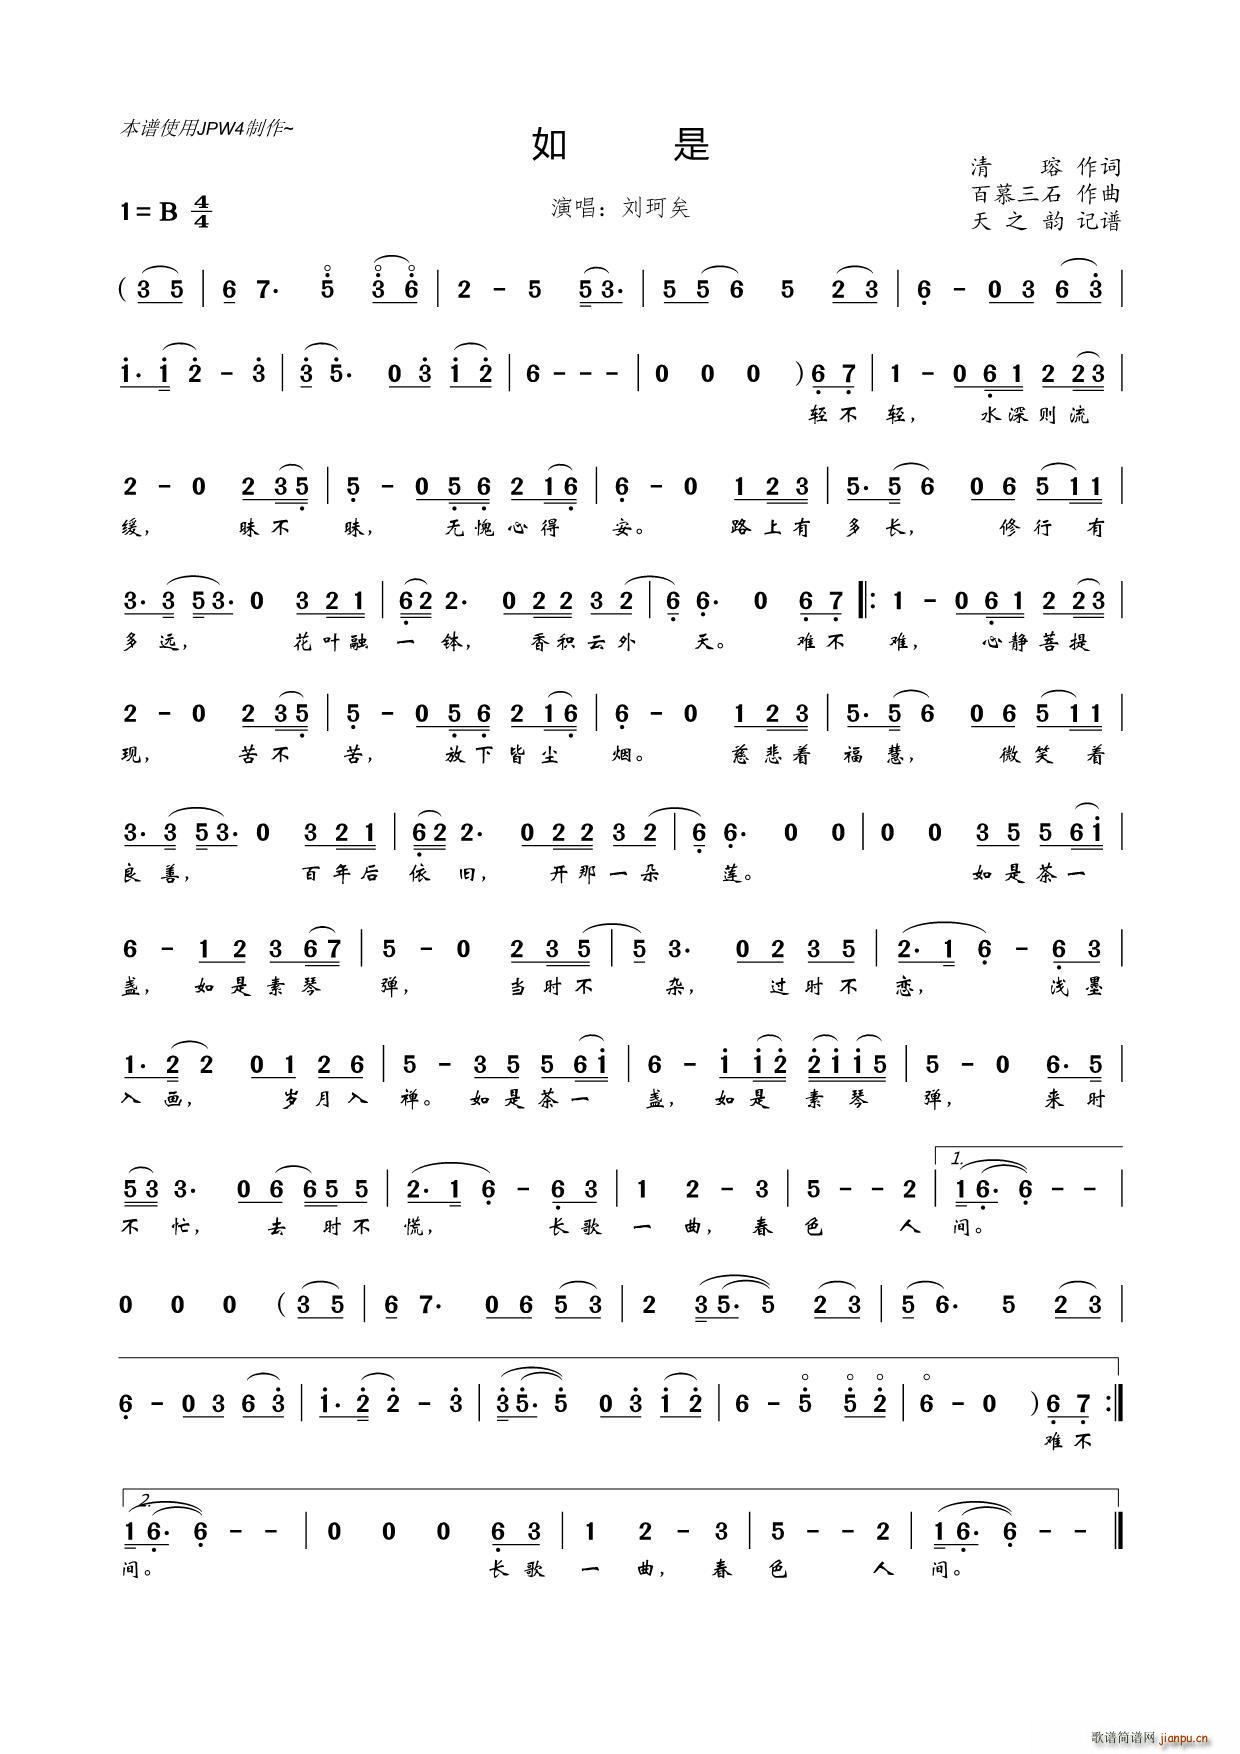 本谱使用JPW4制作~
如 是
清 瑢 作词
1=B 4/4
演唱：刘珂矣
百慕三石 作曲
天之韵 记谱
( 3 5 | 6 7· 5 3 6 | 2 - 5 5 3· | 5 5 6 5 2 3 | 6 - 0 3 6 3 |
1· 1 2 - 3 | 3 5· 0 3 1 2 | 6 - - - | 0 0 0 ) 6 7 | 1 - 0 6 1 2 2 3 |
轻不轻， 水深则流
2 - 0 2 3 5 | 5 - 0 5 6 2 1 6 | 6 - 0 1 2 3 | 5· 5 6 0 6 5 1 1 |
缓， 昧不昧， 无愧心得安。 路上有多长， 修行有
3· 3 5 3· 0 3 2 1 | 6 2 2· 0 2 2 3 2 | 6 6· 0 6 7 |: 1 - 0 6 1 2 2 3 |
多远， 花叶融一钵， 香积云外天。 难不难， 心静菩提
2 - 0 2 3 5 | 5 - 0 5 6 2 1 6 | 6 - 0 1 2 3 | 5· 5 6 0 6 5 1 1 |
现， 苦不苦， 放下皆尘烟。 慈悲着福慧， 微笑着
3· 3 5 3· 0 3 2 1 | 6 2 2· 0 2 2 3 2 | 6 6· 0 0 | 0 0 3 5 5 6 1 |
良善， 百年后依旧， 开那一朵莲。 如是茶一
6 - 1 2 3 6 7 | 5 - 0 2 3 5 | 5 3· 0 2 3 5 | 2· 1 6 - 6 3 |
盏， 如是素琴弹， 当时不杂， 过时不恋， 浅墨
1· 2 2 0 1 2 6 | 5 - 3 5 5 6 1 | 6 - 1 1 2 2 1 1 5 | 5 - 0 6· 5 |
入画， 岁月入禅。 如是茶一盏， 如是素琴弹， 来时
1.
5 3 3· 0 6 6 5 5 | 2· 1 6 - 6 3 | 1 2 - 3 | 5 - - 2 | 1 6· 6 - - |
不忙， 去时不慌， 长歌一曲， 春色人间。
0 0 0 ( 3 5 | 6 7· 0 6 5 3 | 2 3 5· 5 2 3 | 5 6· 5 2 3 |
6 - 0 3 6 3 | 1· 2 2 - 3 | 3 5· 5 0 3 1 2 | 6 - 5 5 2 | 6 - 0 ) 6 7 :|
难不
2.
1 6· 6 - - | 0 0 0 6 3 | 1 2 - 3 | 5 - - 2 | 1 6· 6 - - ‖
间。 长歌一曲， 春色人间。
歌谱简谱网 jianpu.cn